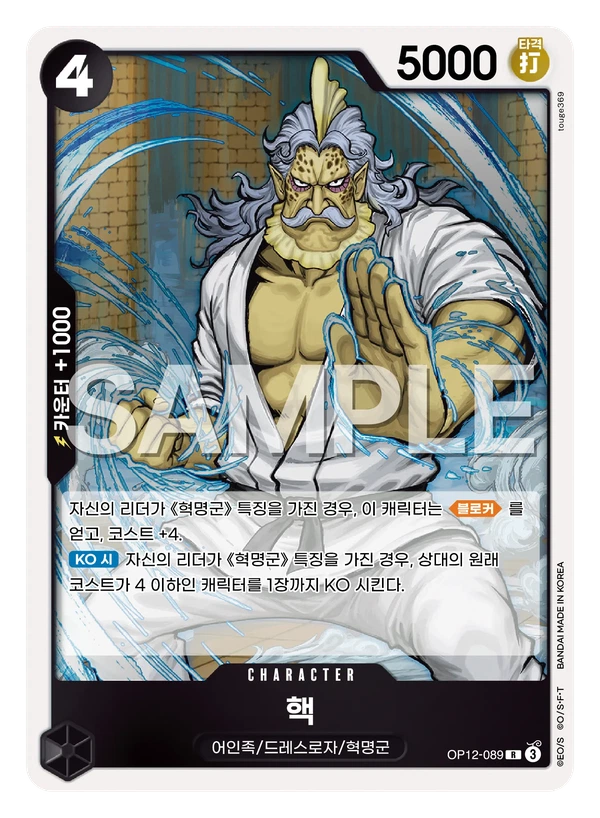 4
5000
타격
打
touge369
⚡카운터 +1000
SAMPLE
자신의 리더가 《혁명군》 특징을 가진 경우, 이 캐릭터는 블로커 를
얻고, 코스트 +4.
KO 시 자신의 리더가 《혁명군》 특징을 가진 경우, 상대의 원래
코스트가 4 이하인 캐릭터를 1장까지 KO 시킨다.
CHARACTER
핵
어인족/드레스로자/혁명군
OP12-089 R 3
©EO/S ©O/S·F·T BANDAI MADE IN KOREA